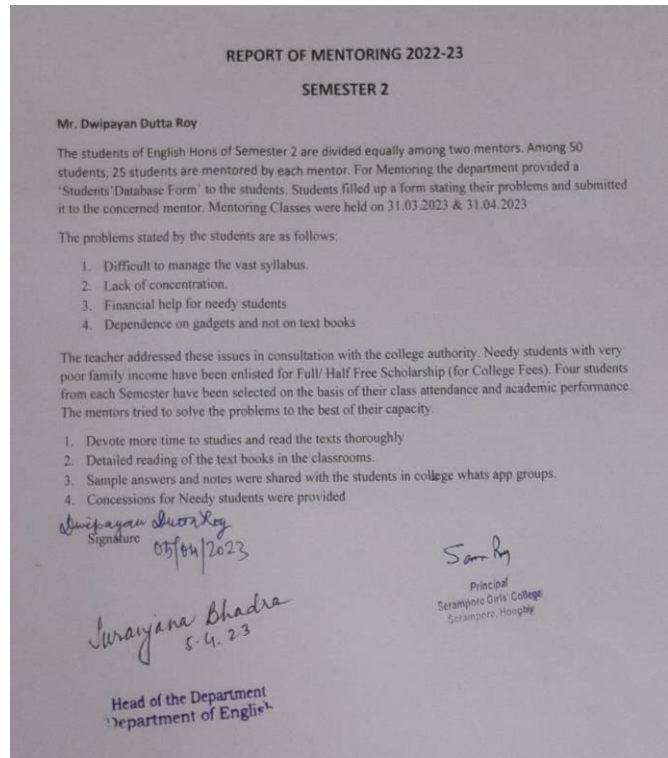 REPORT OF MENTORING 2022-23
SEMESTER 2
Mr. Dwipayan Dutta Roy
The students of English Hons of Semester 2 are divided equally among two mentors. Among 50
students, 25 students are mentored by each mentor. For Mentoring the department provided a
'Students'Database Form' to the students. Students filled up a form stating their problems and submitted
it to the concerned mentor. Mentoring Classes were held on 31.03.2023 & 31.04.2023
The problems stated by the students are as follows:
1. Difficult to manage the vast syllabus.
2. Lack of concentration.
3. Financial help for needy students
4. Dependence on gadgets and not on text books
The teacher addressed these issues in consultation with the college authority. Needy students with very
poor family income have been enlisted for Full/ Half Free Scholarship (for College Fees). Four students
from each Semester have been selected on the basis of their class attendance and academic performance.
The mentors tried to solve the problems to the best of their capacity.
1. Devote more time to studies and read the texts thoroughly
2. Detailed reading of the text books in the classrooms.
3. Sample answers and notes were shared with the students in college whats app groups.
4. Concessions for Needy students were provided
Dwipayan Dutta Roy
Signature
05/04/2023
Principal
Serampore Girls' College
Serampore, Hooghly
Suranjana Bhadra
5.4.23
Head of the Department
Department of English